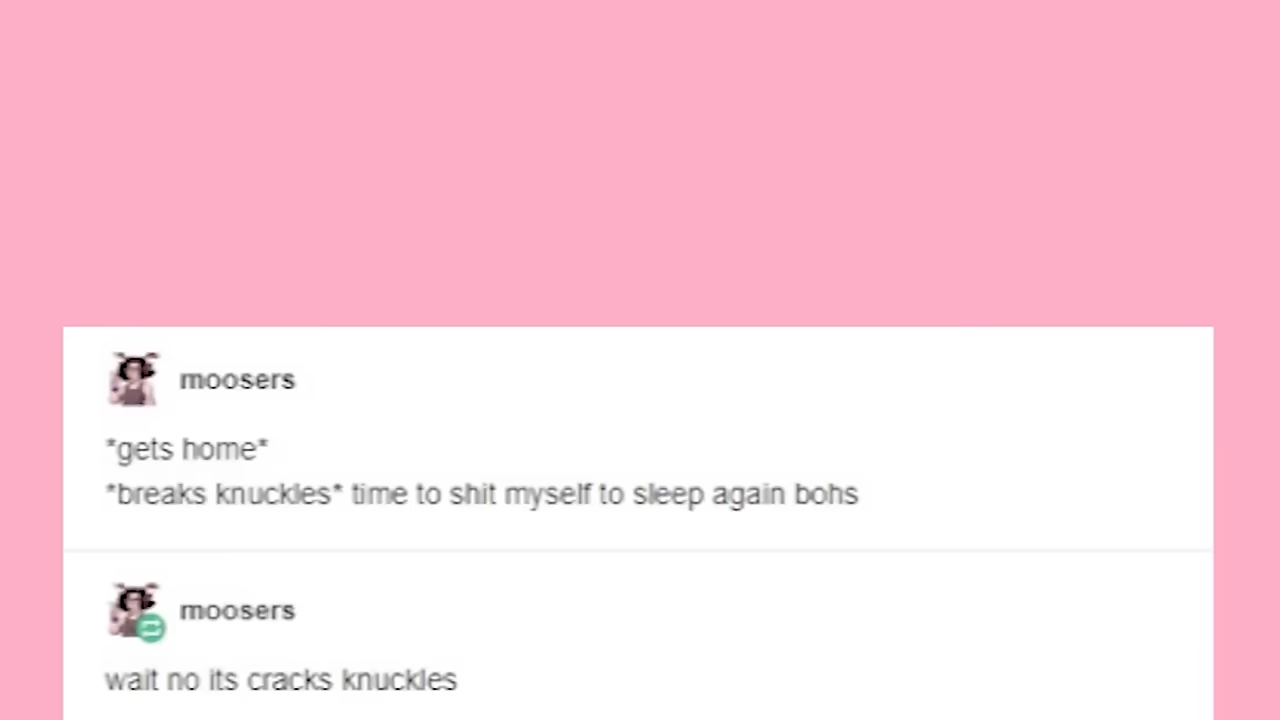 moosers
*gets home*
*breaks knuckles* time to shit myself to sleep again bohs
moosers
wait no its cracks knuckles